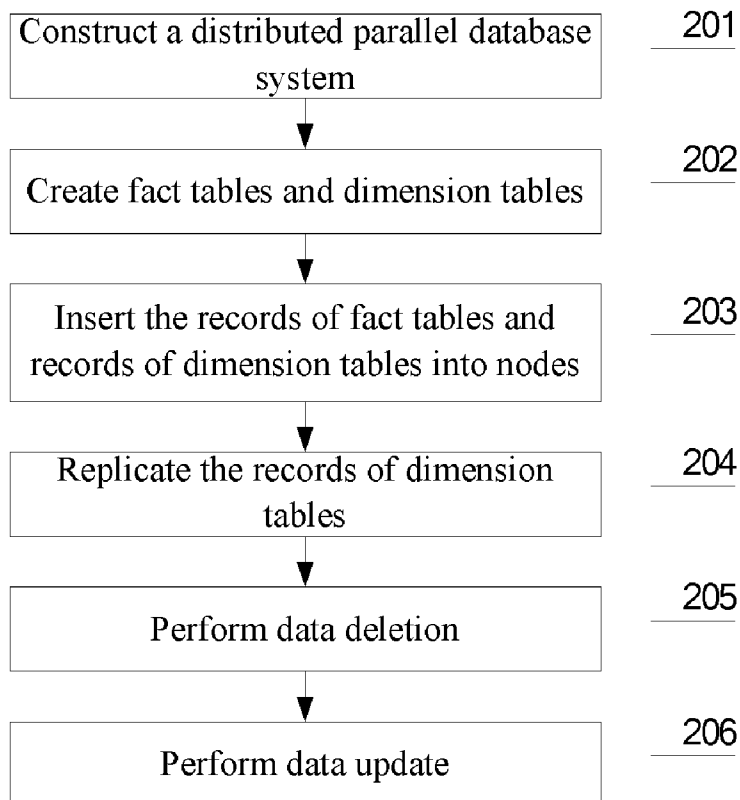 Construct a distributed parallel database
system
201
Create fact tables and dimension tables
202
Insert the records of fact tables and
records of dimension tables into nodes
203
Replicate the records of dimension
tables
204
Perform data deletion
205
Perform data update
206